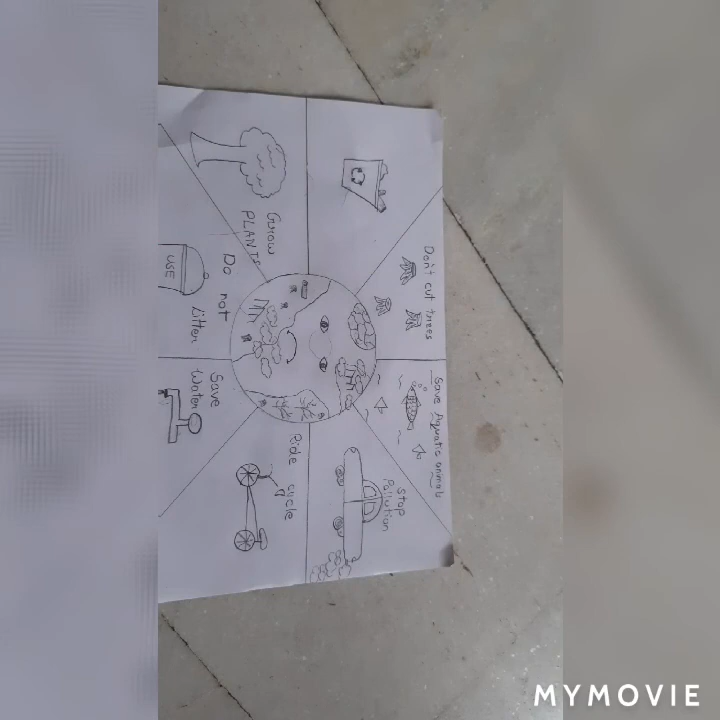 Don't cut trees
Save Aquatic animals
Stop
Pollution
Grow
PLANTS
Do not
Litter
USE
Save
Water
Ride cycle
MYMOVIE